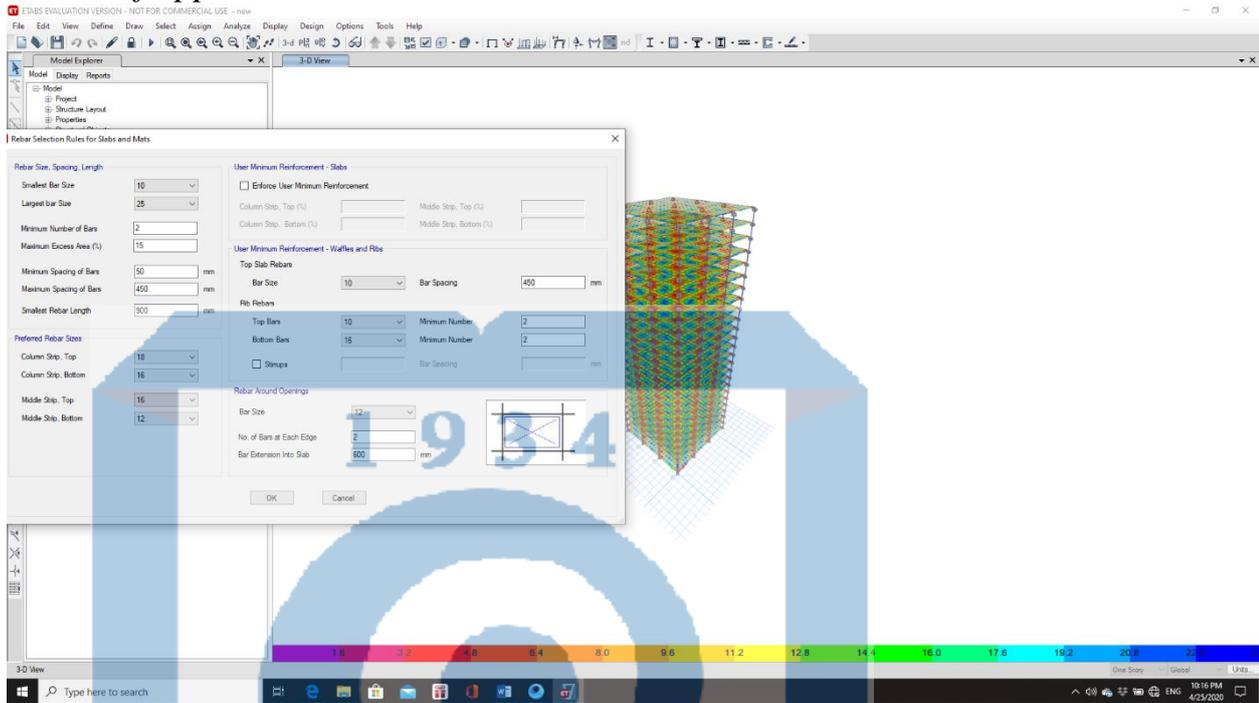 ETABS EVALUATION VERSION - NOT FOR COMMERCIAL USE - new
File Edit View Define Draw Select Assign Analyze Display Design Options Tools Help
Model Explorer
3-D View
Model Display Reports
Model
Project
Structure Layout
Properties
Rebar Selection Rules for Slabs and Mats
Rebar Size, Spacing, Length
Smallest Bar Size 10
Largest bar Size 25
Minimum Number of Bars 2
Maximum Excess Area (%) 15
Minimum Spacing of Bars 50 mm
Maximum Spacing of Bars 450 mm
Smallest Rebar Length 900 mm
Preferred Rebar Sizes
Column Strip, Top 18
Column Strip, Bottom 16
Middle Strip, Top 16
Middle Strip, Bottom 12
User Minimum Reinforcement - Slabs
Enforce User Minimum Reinforcement
Column Strip, Top (%) Middle Strip, Top (%)
Column Strip, Bottom (%) Middle Strip, Bottom (%)
User Minimum Reinforcement - Waffles and Ribs
Top Slab Rebars
Bar Size 10 Bar Spacing 450 mm
Rib Rebars
Top Bars 10 Minimum Number 2
Bottom Bars 16 Minimum Number 2
Stirrups Bar Spacing mm
Rebar Around Openings
Bar Size 12
No. of Bars at Each Edge 2
Bar Extension Into Slab 600 mm
OK Cancel
1934
1.6 3.2 4.8 6.4 8.0 9.6 11.2 12.8 14.4 16.0 17.6 19.2 20.8
3-D View
One Story Global Units...
Type here to search
ENG
10:16 PM
4/25/2020